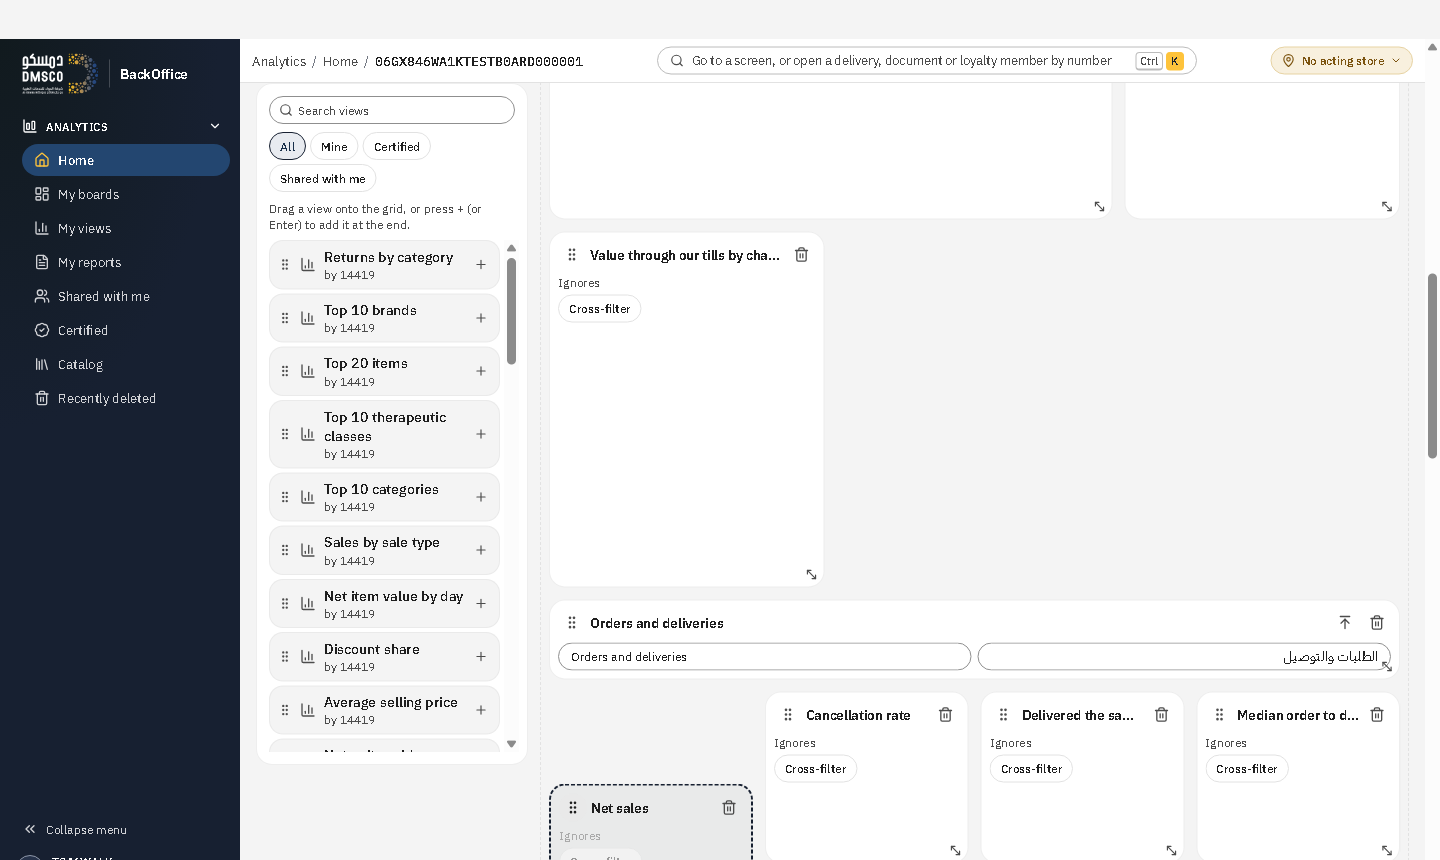 دمسكو
DMSCO
BackOffice
Analytics / Home / 06GX846WA1KTESTB0ARD000001
Go to a screen, or open a delivery, document or loyalty member by number
Ctrl K
No acting store
ANALYTICS
Home
My boards
My views
My reports
Shared with me
Certified
Catalog
Recently deleted
Collapse menu
Search views
All
Mine
Certified
Shared with me
Drag a view onto the grid, or press + (or
Enter) to add it at the end.
Returns by category
by 14419
Top 10 brands
by 14419
Top 20 items
by 14419
Top 10 therapeutic
classes
by 14419
Top 10 categories
by 14419
Sales by sale type
by 14419
Net item value by day
by 14419
Discount share
by 14419
Average selling price
by 14419
Value through our tills by cha...
Ignores
Cross-filter
Orders and deliveries
Orders and deliveries
الطلبات والتوصيل
Cancellation rate
Ignores
Cross-filter
Delivered the sa...
Ignores
Cross-filter
Median order to d...
Ignores
Cross-filter
Net sales
Ignores